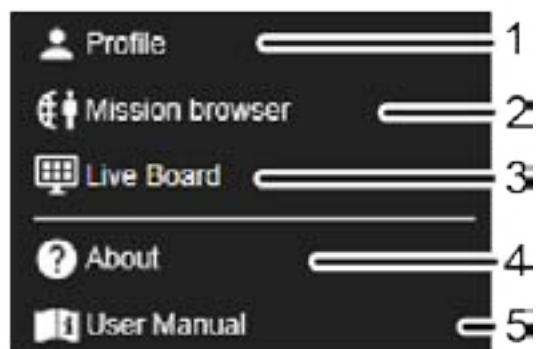 Profile 1
Mission browser 2
Live Board 3
About 4
User Manual 5